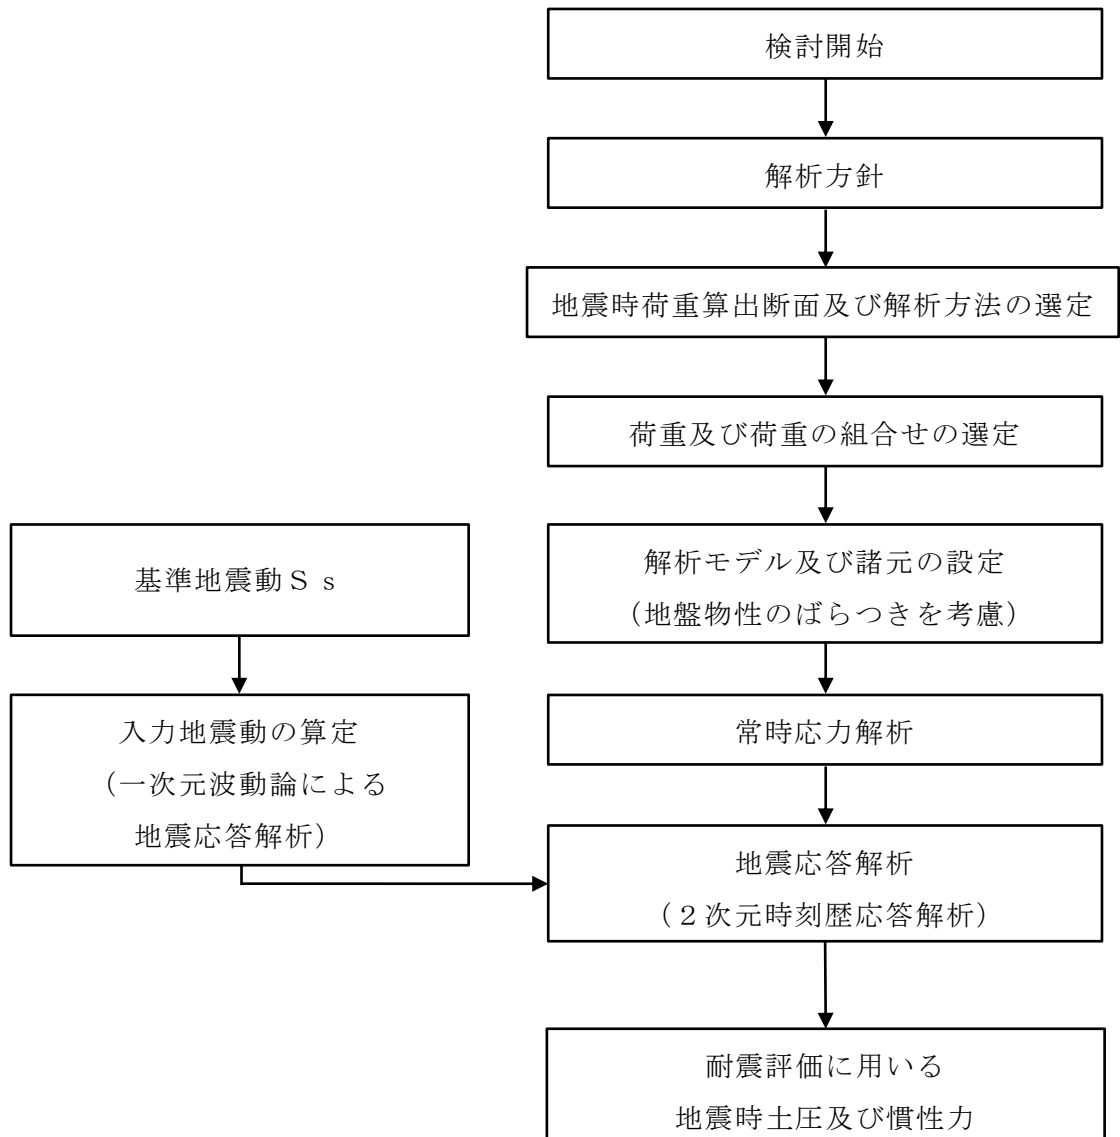 検討開始
解析方針
地震時荷重算出断面及び解析方法の選定
荷重及び荷重の組合せの選定
解析モデル及び諸元の設定
（地盤物性のばらつきを考慮）
基準地震動Ｓｓ
入力地震動の算定
（一次元波動論による
地震応答解析）
常時応力解析
地震応答解析
（２次元時刻歴応答解析）
耐震評価に用いる
地震時土圧及び慣性力